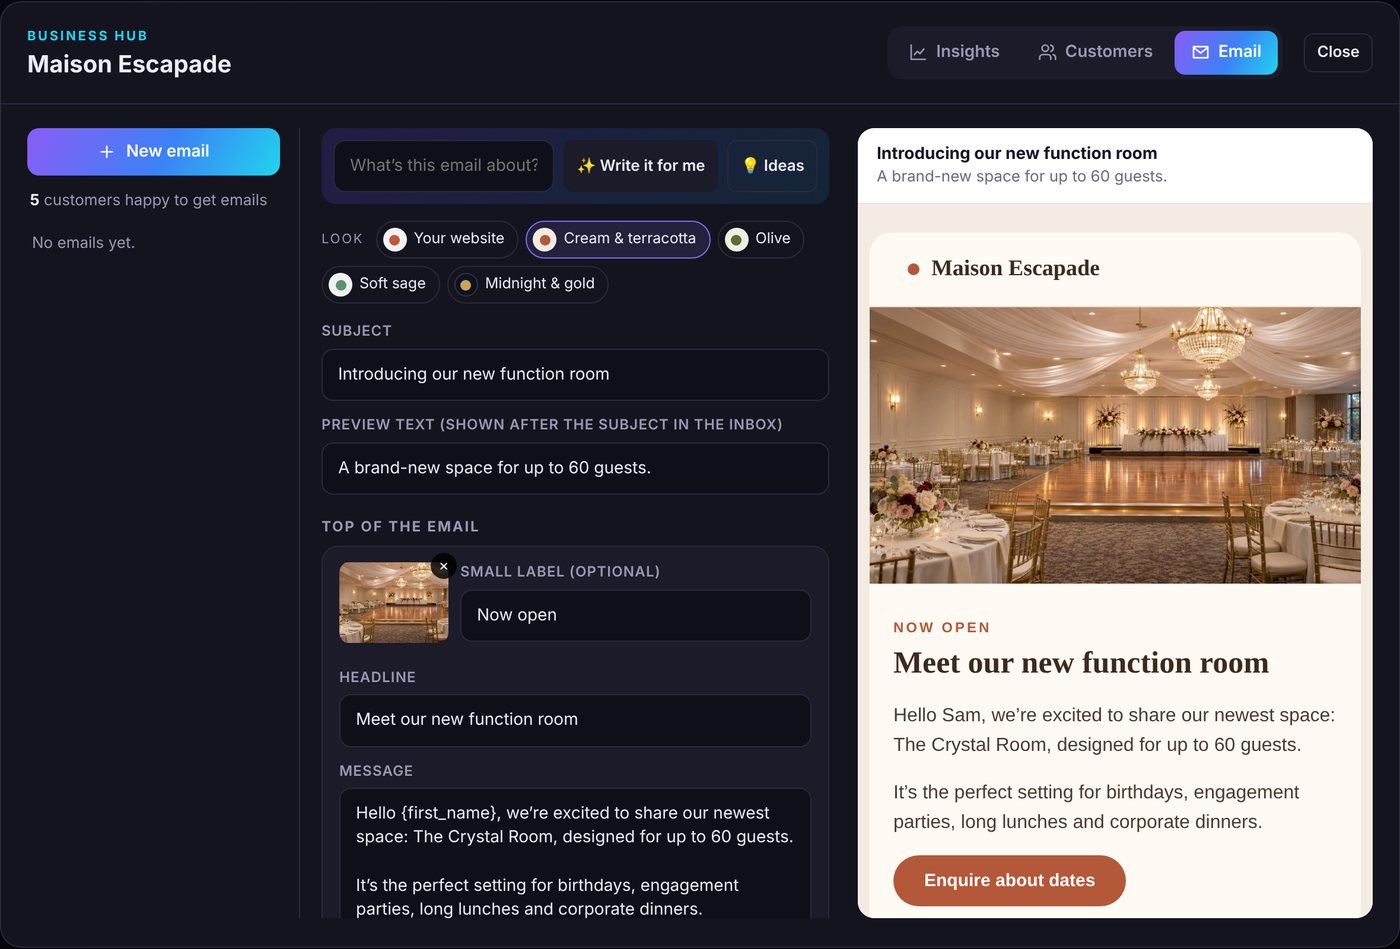 BUSINESS HUB
Maison Escapade
Insights
Customers
Email
Close
New email
5 customers happy to get emails
No emails yet.
What's this email about?
✨ Write it for me
💡 Ideas
LOOK
Your website
Cream & terracotta
Olive
Soft sage
Midnight & gold
SUBJECT
Introducing our new function room
PREVIEW TEXT (SHOWN AFTER THE SUBJECT IN THE INBOX)
A brand-new space for up to 60 guests.
TOP OF THE EMAIL
SMALL LABEL (OPTIONAL)
Now open
HEADLINE
Meet our new function room
MESSAGE
Hello {first_name}, we’re excited to share our newest
space: The Crystal Room, designed for up to 60 guests.
It’s the perfect setting for birthdays, engagement
parties, long lunches and corporate dinners.
Introducing our new function room
A brand-new space for up to 60 guests.
Maison Escapade
NOW OPEN
Meet our new function room
Hello Sam, we’re excited to share our newest space:
The Crystal Room, designed for up to 60 guests.
It’s the perfect setting for birthdays, engagement
parties, long lunches and corporate dinners.
Enquire about dates